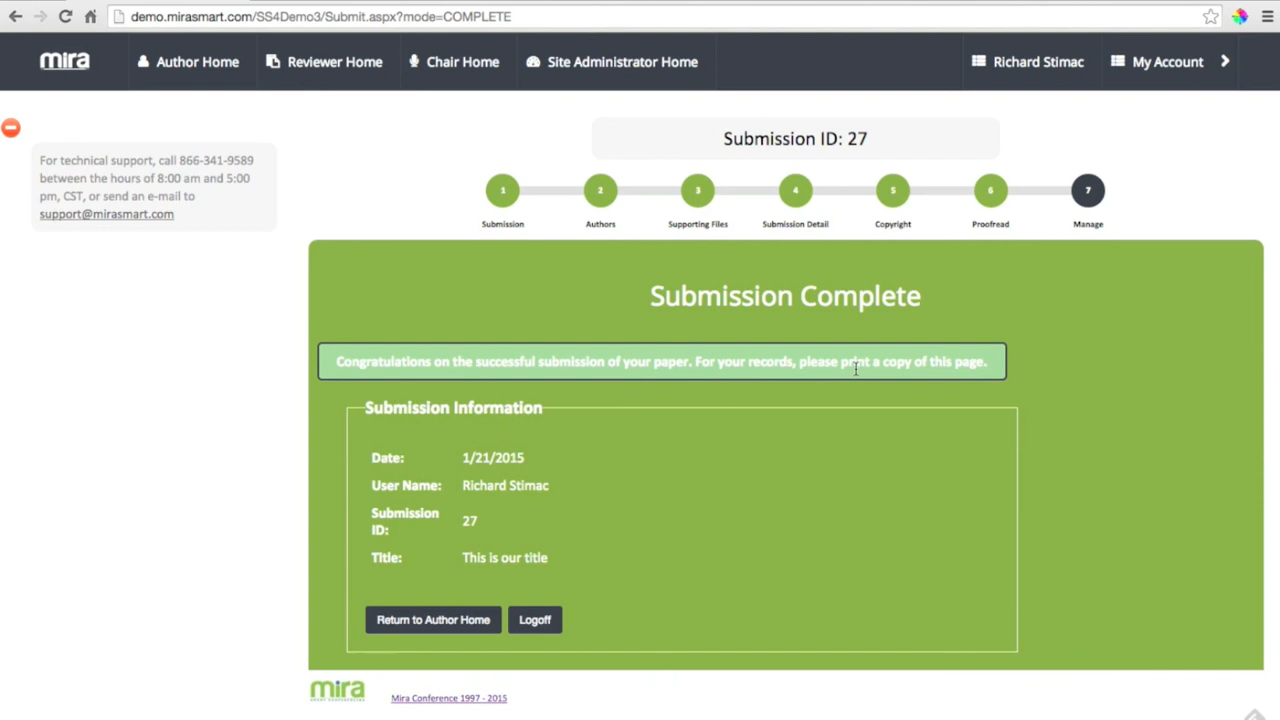 demo.mirasmart.com/SS4Demo3/Submit.aspx?mode=COMPLETE
mira Author Home Reviewer Home Chair Home Site Administrator Home Richard Stimac My Account
For technical support, call 866-341-9589
between the hours of 8:00 am and 5:00
pm, CST, or send an e-mail to
support@mirasmart.com
Submission ID: 27
1 2 3 4 5 6 7
Submission Authors Supporting Files Submission Detail Copyright Proofread Manage
Submission Complete
Congratulations on the successful submission of your paper. For your records, please print a copy of this page.
Submission Information
Date: 1/21/2015
User Name: Richard Stimac
Submission
ID: 27
Title: This is our title
Return to Author Home Logoff
mira
Mira Conference 1997 - 2015